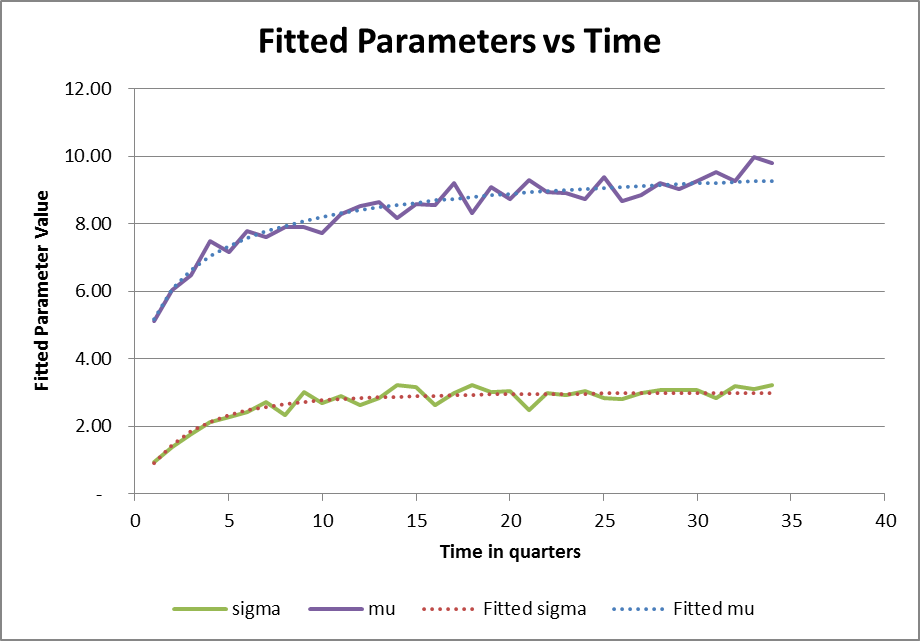 Fitted Parameters vs Time
Fitted Parameter Value
12.00
10.00
8.00
6.00
4.00
2.00
-
0 5 10 15 20 25 30 35 40
Time in quarters
sigma mu Fitted sigma Fitted mu